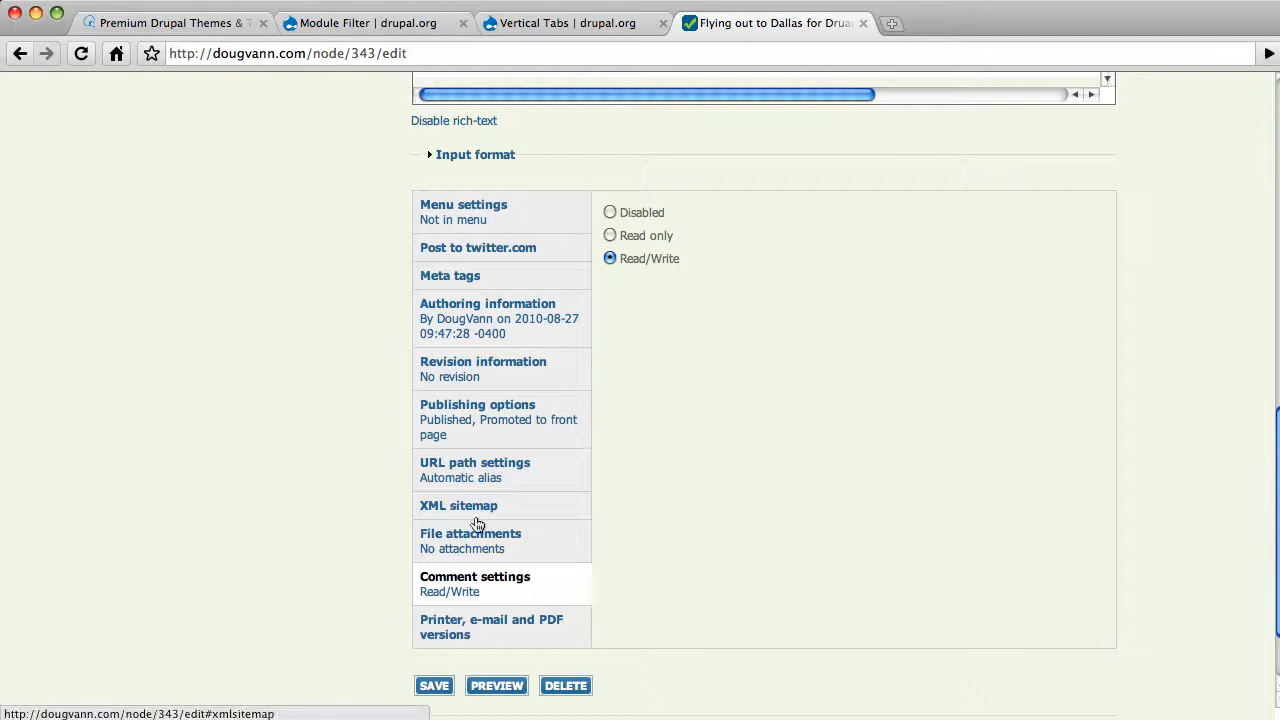 Premium Drupal Themes & T
Module Filter | drupal.org
Vertical Tabs | drupal.org
Flying out to Dallas for Drup
http://dougvann.com/node/343/edit
Disable rich-text
Input format
Menu settings
Not in menu
Post to twitter.com
Meta tags
Authoring information
By DougVann on 2010-08-27
09:47:28 -0400
Revision information
No revision
Publishing options
Published, Promoted to front
page
URL path settings
Automatic alias
XML sitemap
File attachments
No attachments
Comment settings
Read/Write
Printer, e-mail and PDF
versions
Disabled
Read only
Read/Write
SAVE PREVIEW DELETE
http://dougvann.com/node/343/edit#xmlsitemap